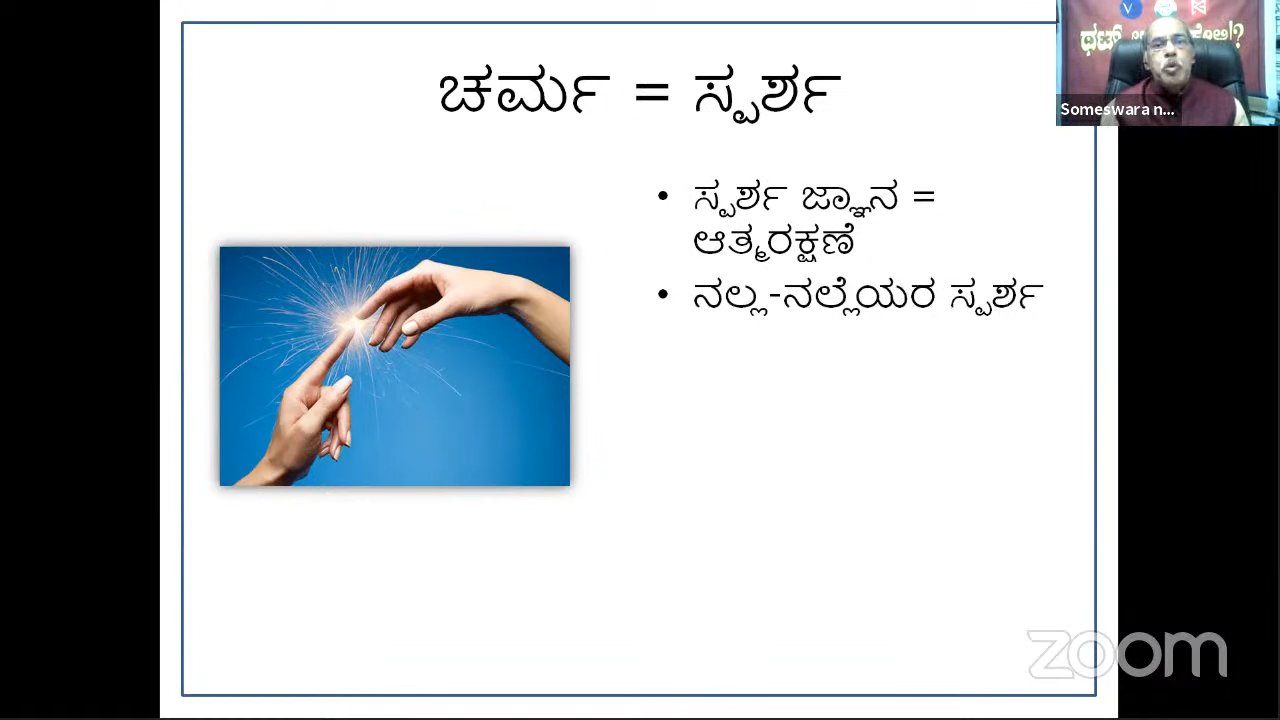 ಚರ್ಮ = ಸ್ಪರ್ಶ
• ಸ್ಪರ್ಶ ಜ್ಞಾನ =
ಆತ್ಮರಕ್ಷಣೆ
• ನಲ್ಲ-ನಲ್ಲೆಯರ ಸ್ಪರ್ಶ
Someswara n...
zoom